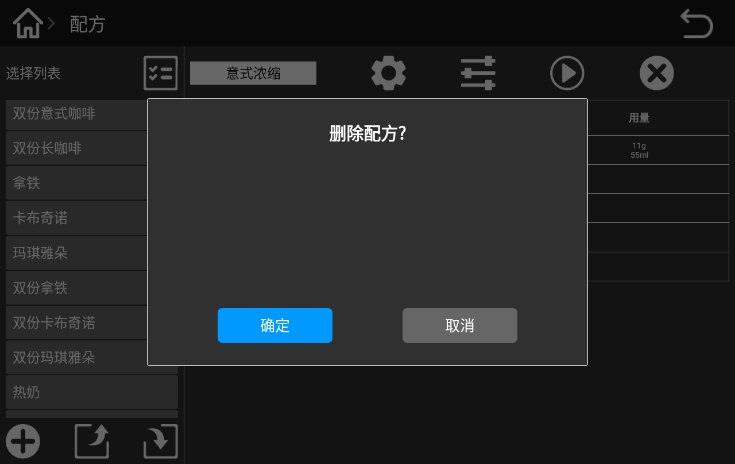 配方
选择列表
意式浓缩
双份意式咖啡
双份长咖啡
拿铁
卡布奇诺
玛琪雅朵
双份拿铁
双份卡布奇诺
双份玛琪雅朵
热奶
用量
11g
55ml
删除配方?
确定
取消